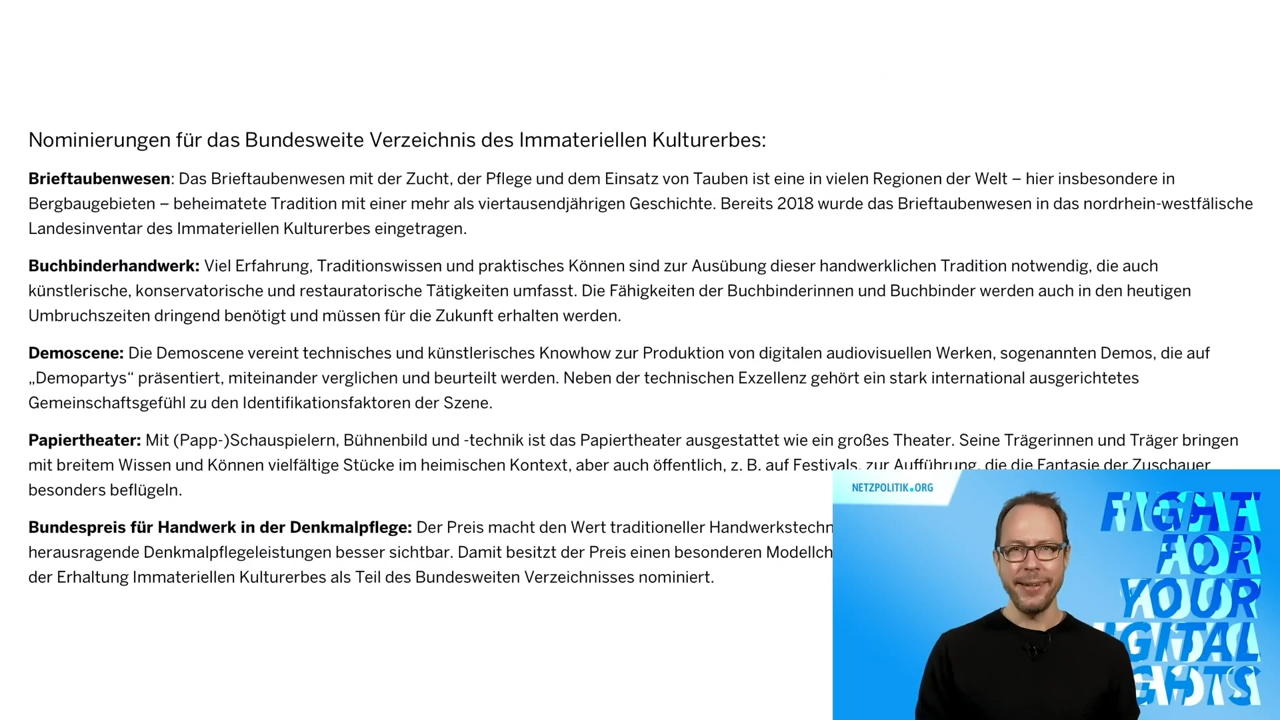 Nominierungen für das Bundesweite Verzeichnis des Immateriellen Kulturerbes:
Brieftaubenwesen: Das Brieftaubenwesen mit der Zucht, der Pflege und dem Einsatz von Tauben ist eine in vielen Regionen der Welt – hier insbesondere in
Bergbaugebieten – beheimatete Tradition mit einer mehr als viertausendjährigen Geschichte. Bereits 2018 wurde das Brieftaubenwesen in das nordrhein-westfälische
Landesinventar des Immateriellen Kulturerbes eingetragen.
Buchbinderhandwerk: Viel Erfahrung, Traditionswissen und praktisches Können sind zur Ausübung dieser handwerklichen Tradition notwendig, die auch
künstlerische, konservatorische und restauratorische Tätigkeiten umfasst. Die Fähigkeiten der Buchbinderinnen und Buchbinder werden auch in den heutigen
Umbruchszeiten dringend benötigt und müssen für die Zukunft erhalten werden.
Demoscene: Die Demoscene vereint technisches und künstlerisches Knowhow zur Produktion von digitalen audiovisuellen Werken, sogenannten Demos, die auf
„Demopartys“ präsentiert, miteinander verglichen und beurteilt werden. Neben der technischen Exzellenz gehört ein stark international ausgerichtetes
Gemeinschaftsgefühl zu den Identifikationsfaktoren der Szene.
Papiertheater: Mit (Papp-)Schauspielern, Bühnenbild und -technik ist das Papiertheater ausgestattet wie ein großes Theater. Seine Trägerinnen und Träger bringen
mit breitem Wissen und Können vielfältige Stücke im heimischen Kontext, aber auch öffentlich, z. B. auf Festivals, zur Aufführung, die die Fantasie der Zuschauer
besonders beflügeln.
Bundespreis für Handwerk in der Denkmalpflege: Der Preis macht den Wert traditioneller Handwerkstechn
herausragende Denkmalpflegeleistungen besser sichtbar. Damit besitzt der Preis einen besonderen Modellch
der Erhaltung Immateriellen Kulturerbes als Teil des Bundesweiten Verzeichnisses nominiert.
NETZPOLITIK.ORG
FIGHT
FOR
YOUR
IGITAL
GHTS